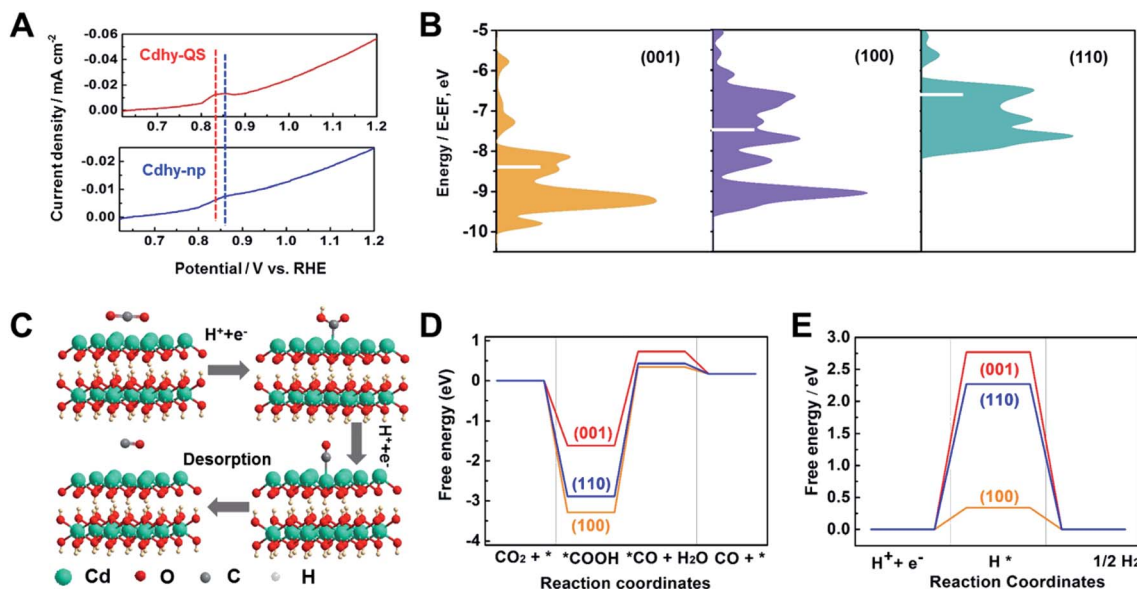 A
-0.06
-0.04
-0.02
0.00
Cdhy-QS
0.7 0.8 0.9 1.0 1.1 1.2
-0.02
-0.01
0.00
Cdhy-np
0.7 0.8 0.9 1.0 1.1 1.2
Current density / mA cm⁻²
Potential / V vs. RHE
B
-5
-6
-7
-8
-9
-10
Energy / E-EF, eV
(001)
(100)
(110)
C
H⁺+e⁻
H⁺+e⁻
Desorption
Cd O C H
D
1
0
-1
-2
-3
-4
Free energy (eV)
(001)
(110)
(100)
CO₂ + * *COOH *CO + H₂O CO + *
Reaction coordinates
E
3.0
2.5
2.0
1.5
1.0
0.5
0.0
Free energy / eV
(001)
(110)
(100)
H⁺ + e⁻ H * 1/2 H₂
Reaction Coordinates